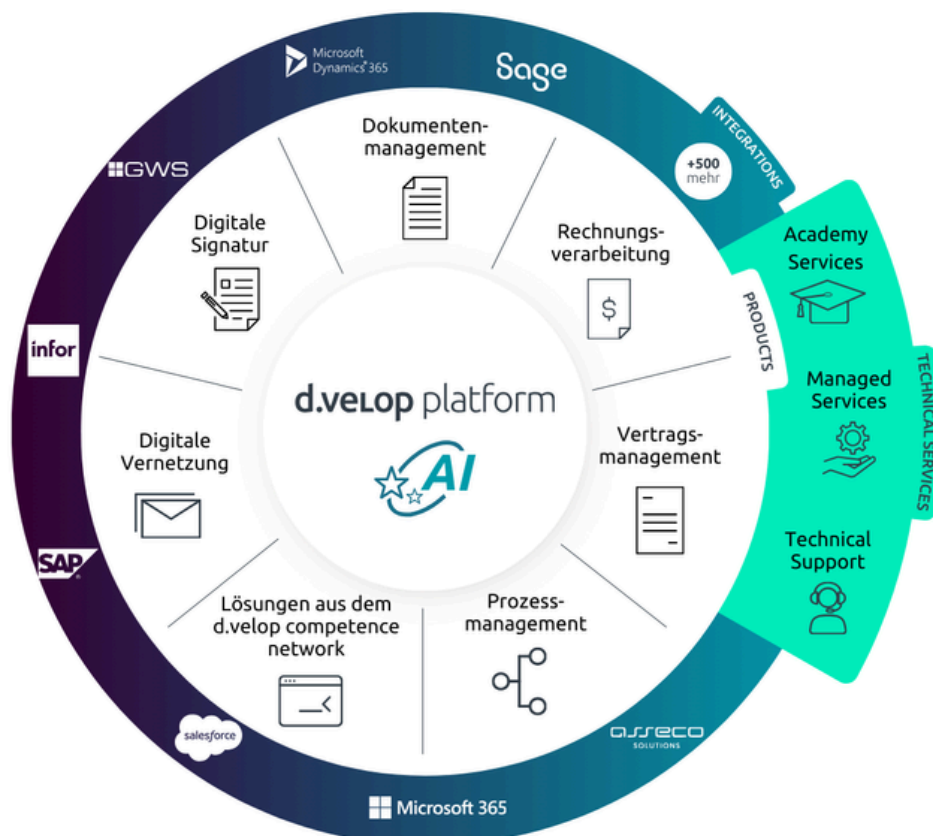 Microsoft
Dynamics 365
Sage
INTEGRATIONS
+500
mehr
GWS
Dokumenten-
management
Digitale
Signatur
Rechnungs-
verarbeitung
$
PRODUCTS
Academy
Services
infor
d.velop platform
AI
Managed
Services
TECHNICAL SERVICES
Digitale
Vernetzung
Vertrags-
management
SAP
Technical
Support
Lösungen aus dem
d.velop competence
network
Prozess-
management
salesforce
asseco
SOLUTIONS
Microsoft 365